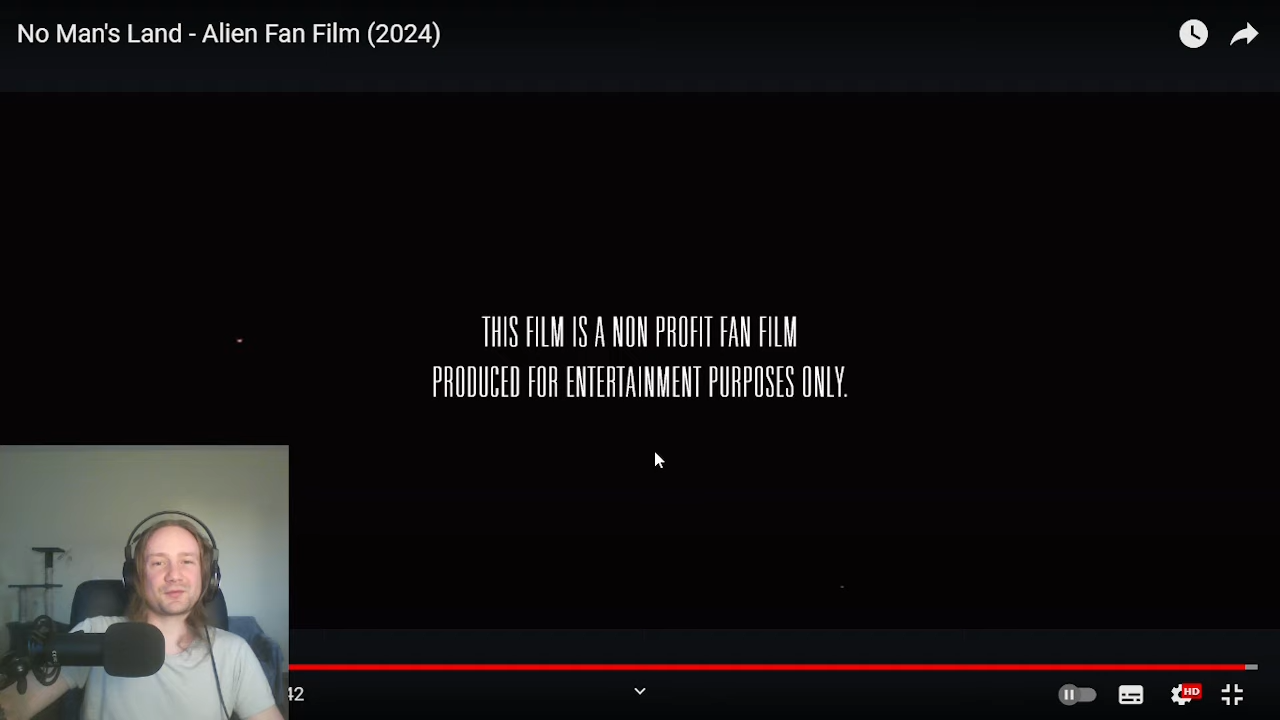 No Man's Land - Alien Fan Film (2024)
THIS FILM IS A NON PROFIT FAN FILM
PRODUCED FOR ENTERTAINMENT PURPOSES ONLY.
42
HD